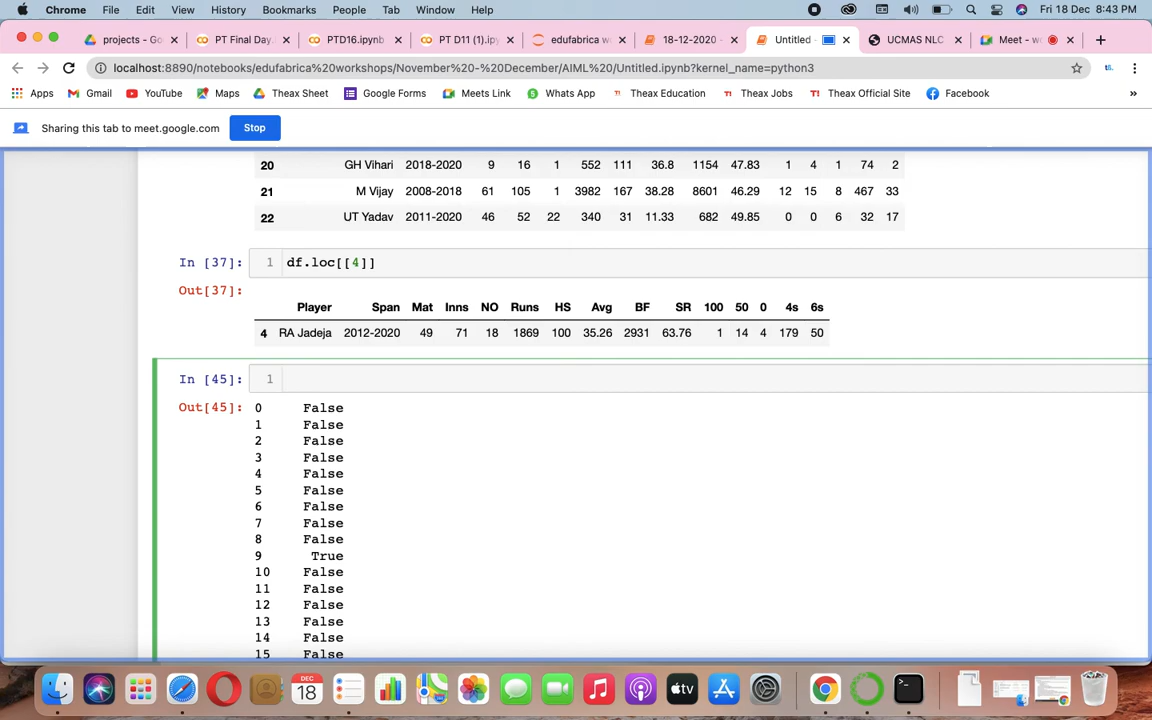 Chrome File Edit View History Bookmarks People Tab Window Help Fri 18 Dec 8:43 PM
projects - Go PT Final Day. PTD16.ipynb PT D11 (1).ipy edufabrica w 18-12-2020 - Untitled UCMAS NLC Meet - w
localhost:8890/notebooks/edufabrica%20workshops/November%20-%20December/AIML%20/Untitled.ipynb?kernel_name=python3
Apps Gmail YouTube Maps Theax Sheet Google Forms Meets Link Whats App Theax Education Theax Jobs Theax Official Site Facebook »
Sharing this tab to meet.google.com Stop
20 GH Vihari 2018-2020 9 16 1 552 111 36.8 1154 47.83 1 4 1 74 2
21 M Vijay 2008-2018 61 105 1 3982 167 38.28 8601 46.29 12 15 8 467 33
22 UT Yadav 2011-2020 46 52 22 340 31 11.33 682 49.85 0 0 6 32 17
In [37]: 1 df.loc[[4]]
Out[37]:
Player Span Mat Inns NO Runs HS Avg BF SR 100 50 0 4s 6s
4 RA Jadeja 2012-2020 49 71 18 1869 100 35.26 2931 63.76 1 14 4 179 50
In [45]: 1
Out[45]: 0 False
1 False
2 False
3 False
4 False
5 False
6 False
7 False
8 False
9 True
10 False
11 False
12 False
13 False
14 False
15 False
DEC
18
tv